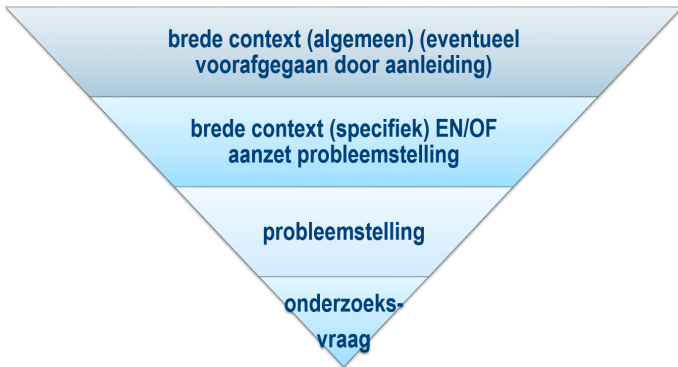 brede context (algemeen) (eventueel
voorafgegaan door aanleiding)
brede context (specifiek) EN/OF
aanzet probleemstelling
probleemstelling
onderzoeks-
vraag